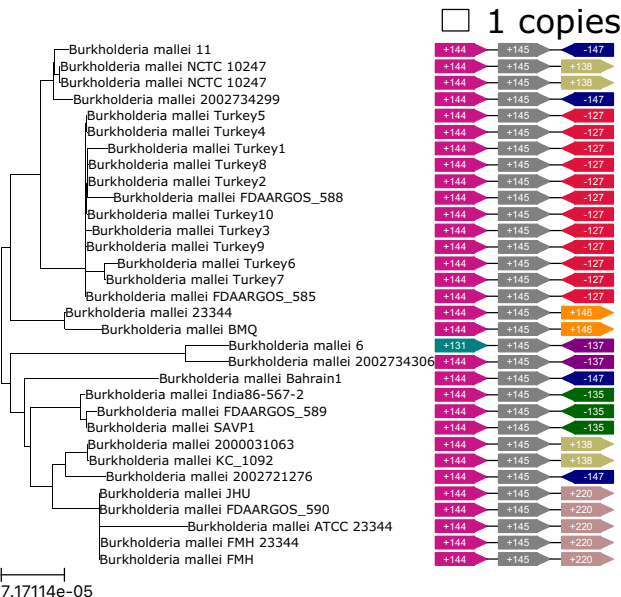 1 copies
Burkholderia mallei 11 +144 +145 -147
Burkholderia mallei NCTC 10247 +144 +145 +138
Burkholderia mallei NCTC 10247 +144 +145 +138
Burkholderia mallei 2002734299 +144 +145 -147
Burkholderia mallei Turkey5 +144 +145 -127
Burkholderia mallei Turkey4 +144 +145 -127
Burkholderia mallei Turkey1 +144 +145 -127
Burkholderia mallei Turkey8 +144 +145 -127
Burkholderia mallei Turkey2 +144 +145 -127
Burkholderia mallei FDAARGOS_588 +144 +145 -127
Burkholderia mallei Turkey10 +144 +145 -127
Burkholderia mallei Turkey3 +144 +145 -127
Burkholderia mallei Turkey9 +144 +145 -127
Burkholderia mallei Turkey6 +144 +145 -127
Burkholderia mallei Turkey7 +144 +145 -127
Burkholderia mallei FDAARGOS_585 +144 +145 -127
Burkholderia mallei 23344 +144 +145 +146
Burkholderia mallei BMQ +144 +145 +146
Burkholderia mallei 6 +131 +145 -137
Burkholderia mallei 2002734306 +144 +145 -137
Burkholderia mallei Bahrain1 +144 +145 -147
Burkholderia mallei India86-567-2 +144 +145 -135
Burkholderia mallei FDAARGOS_589 +144 +145 -135
Burkholderia mallei SAVP1 +144 +145 -135
Burkholderia mallei 2000031063 +144 +145 +138
Burkholderia mallei KC_1092 +144 +145 +138
Burkholderia mallei 2002721276 +144 +145 -147
Burkholderia mallei JHU +144 +145 +220
Burkholderia mallei FDAARGOS_590 +144 +145 +220
Burkholderia mallei ATCC 23344 +144 +145 +220
Burkholderia mallei FMH 23344 +144 +145 +220
Burkholderia mallei FMH +144 +145 +220
7.17114e-05